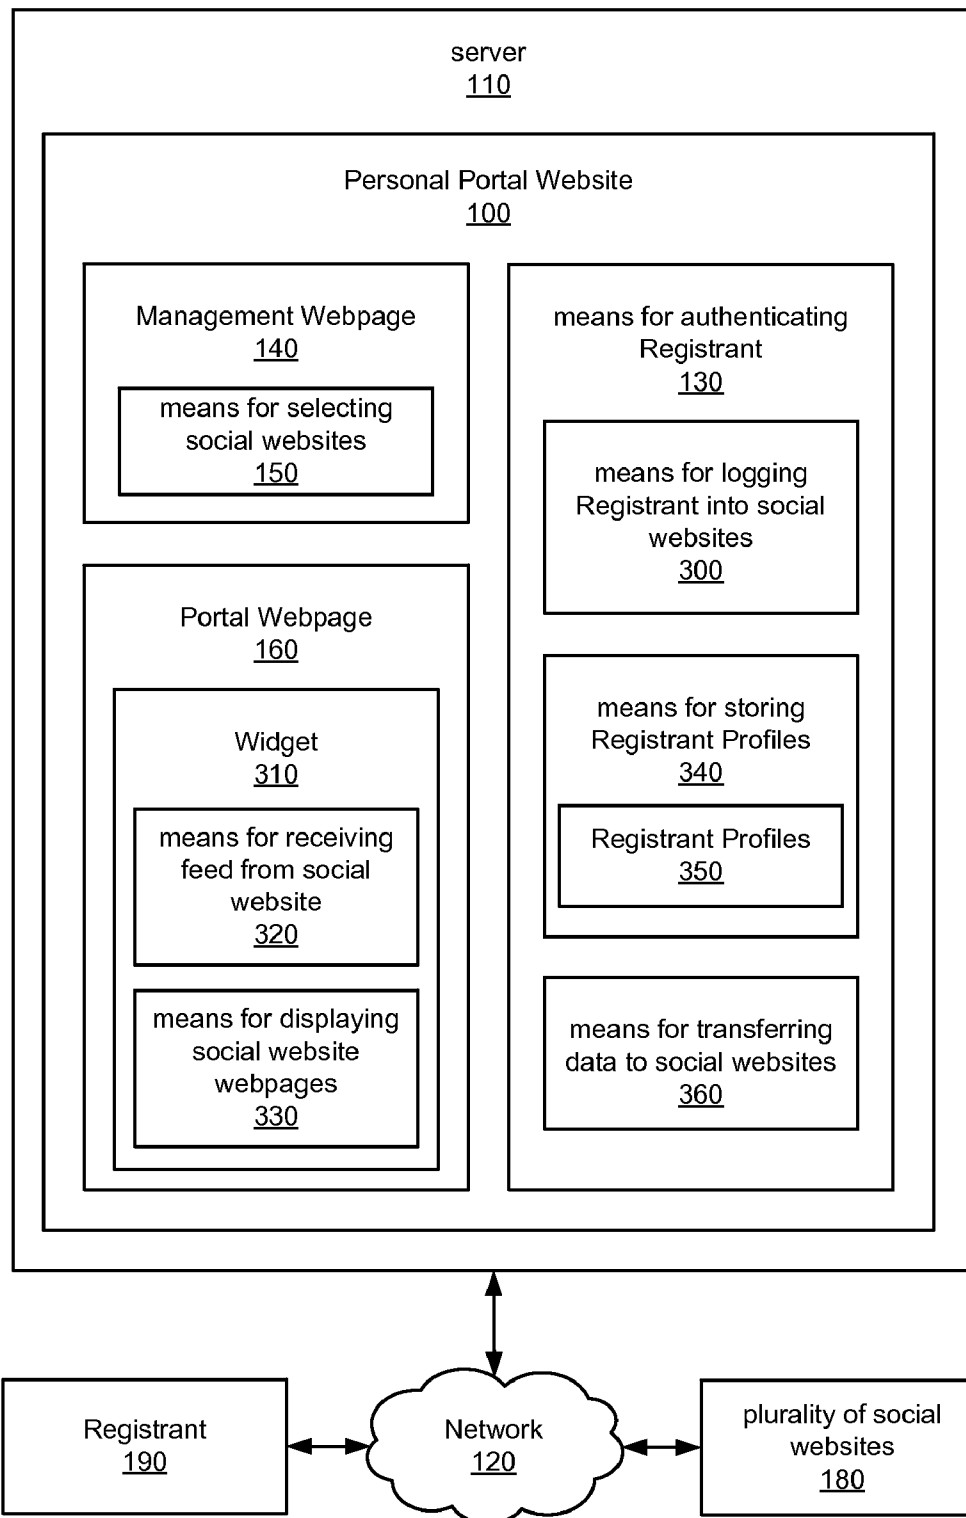 server
110
Personal Portal Website
100
Management Webpage
140
means for selecting
social websites
150
Portal Webpage
160
Widget
310
means for receiving
feed from social
website
320
means for displaying
social website
webpages
330
means for authenticating
Registrant
130
means for logging
Registrant into social
websites
300
means for storing
Registrant Profiles
340
Registrant Profiles
350
means for transferring
data to social websites
360
Registrant
190
Network
120
plurality of social
websites
180